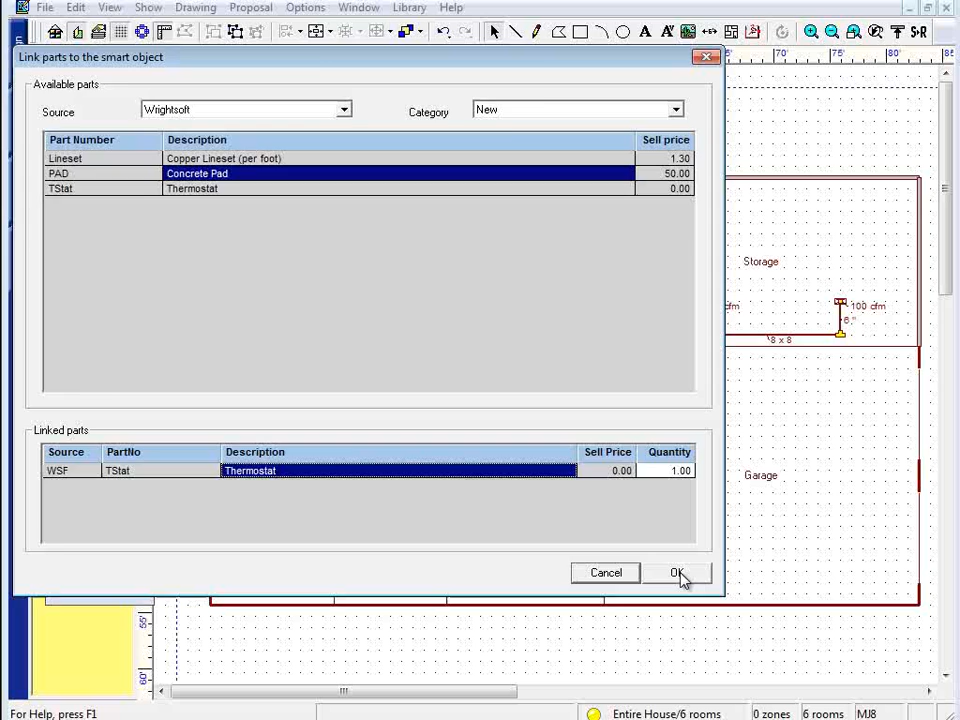 File Edit View Show Drawing Proposal Options Window Library Help
A A S·R
Link parts to the smart object
70' 75' 80' 85'
Available parts
Source Wrightsoft Category New
Part Number Description Sell price
Lineset Copper Lineset (per foot) 1.30
PAD Concrete Pad 50.00
TStat Thermostat 0.00
Storage
cfm 100 cfm
6 "
8 x 8
Linked parts
Source PartNo Description Sell Price Quantity
WSF TStat Thermostat 0.00 1.00
Garage
Cancel OK
55'
60'
For Help, press F1 Entire House/6 rooms 0 zones 6 rooms MJ8